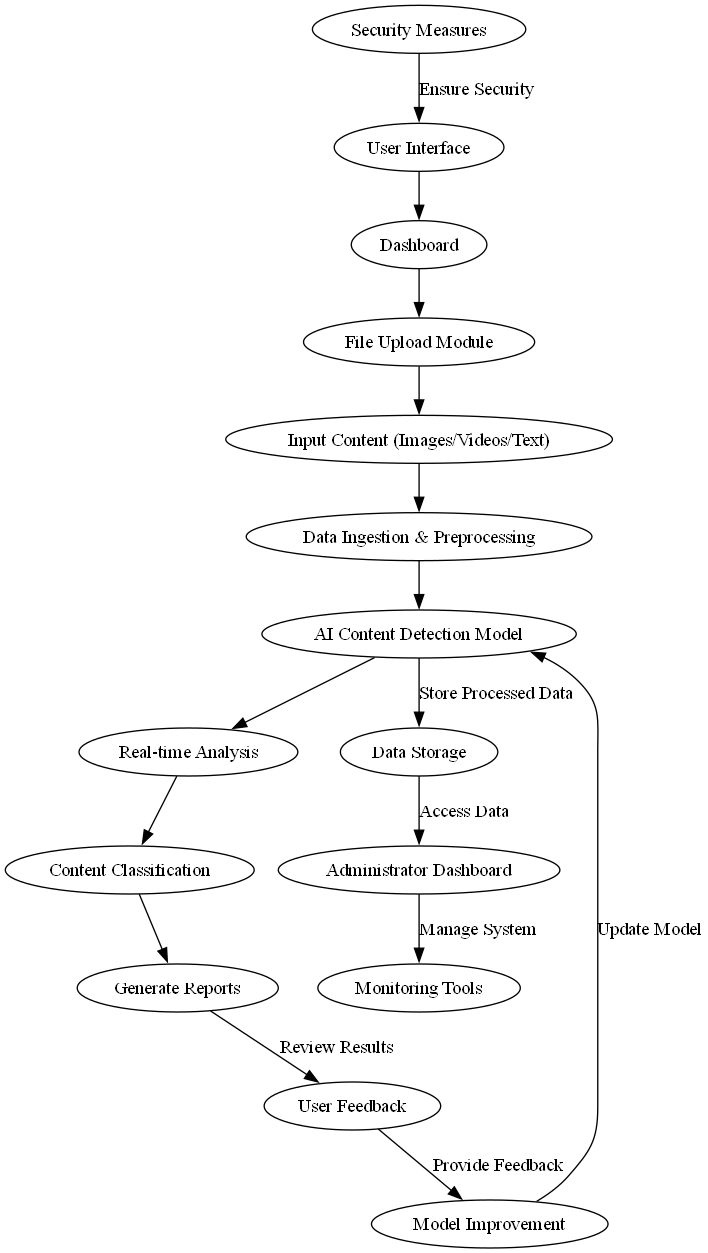 Security Measures
Ensure Security
User Interface
Dashboard
File Upload Module
Input Content (Images/Videos/Text)
Data Ingestion & Preprocessing
AI Content Detection Model
Store Processed Data
Real-time Analysis
Data Storage
Access Data
Content Classification
Administrator Dashboard
Manage System
Update Model
Generate Reports
Monitoring Tools
Review Results
User Feedback
Provide Feedback
Model Improvement